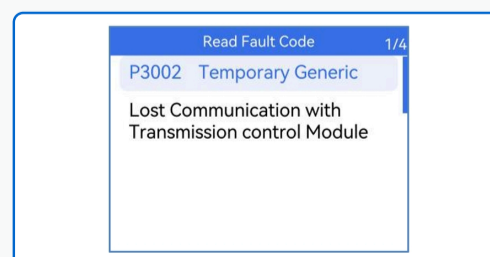 Read Fault Code 1/4
P3002 Temporary Generic
Lost Communication with
Transmission control Module